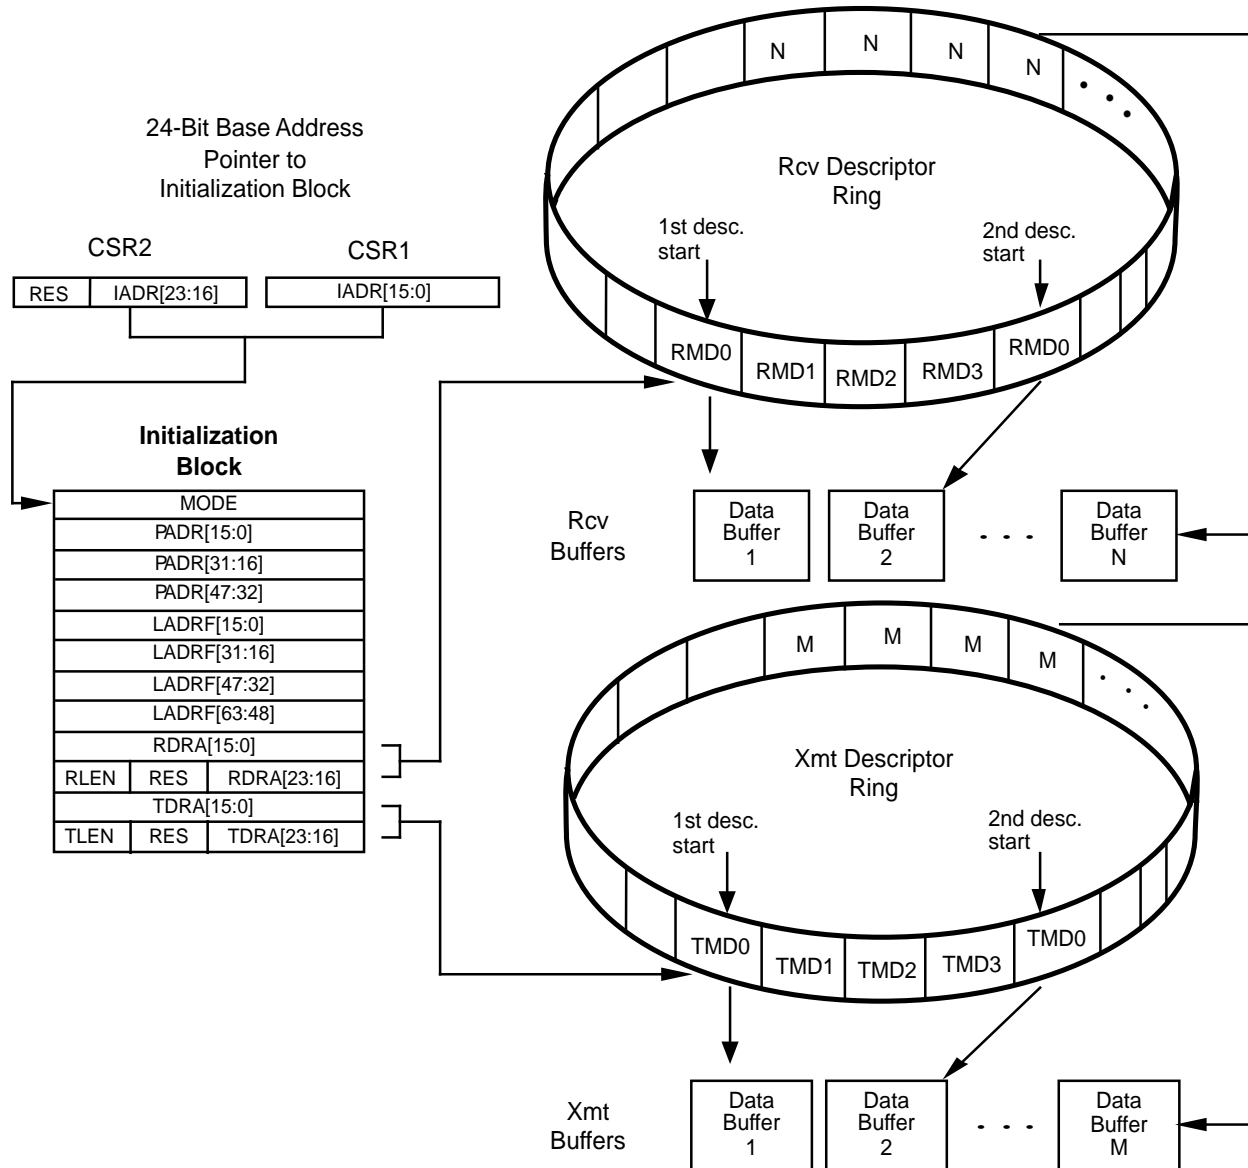 N N N N
24-Bit Base Address
Pointer to
Initialization Block
Rcv Descriptor
Ring
CSR2 CSR1
RES IADR[23:16] IADR[15:0]
1st desc.
start
2nd desc.
start
RMD0 RMD1 RMD2 RMD3 RMD0
Initialization
Block
MODE
PADR[15:0]
PADR[31:16]
PADR[47:32]
LADRF[15:0]
LADRF[31:16]
LADRF[47:32]
LADRF[63:48]
RDRA[15:0]
RLEN RES RDRA[23:16]
TDRA[15:0]
TLEN RES TDRA[23:16]
Rcv
Buffers
Data
Buffer
1
Data
Buffer
2
. . .
Data
Buffer
N
M M M M
Xmt Descriptor
Ring
1st desc.
start
2nd desc.
start
TMD0 TMD1 TMD2 TMD3 TMD0
Xmt
Buffers
Data
Buffer
1
Data
Buffer
2
. . .
Data
Buffer
M